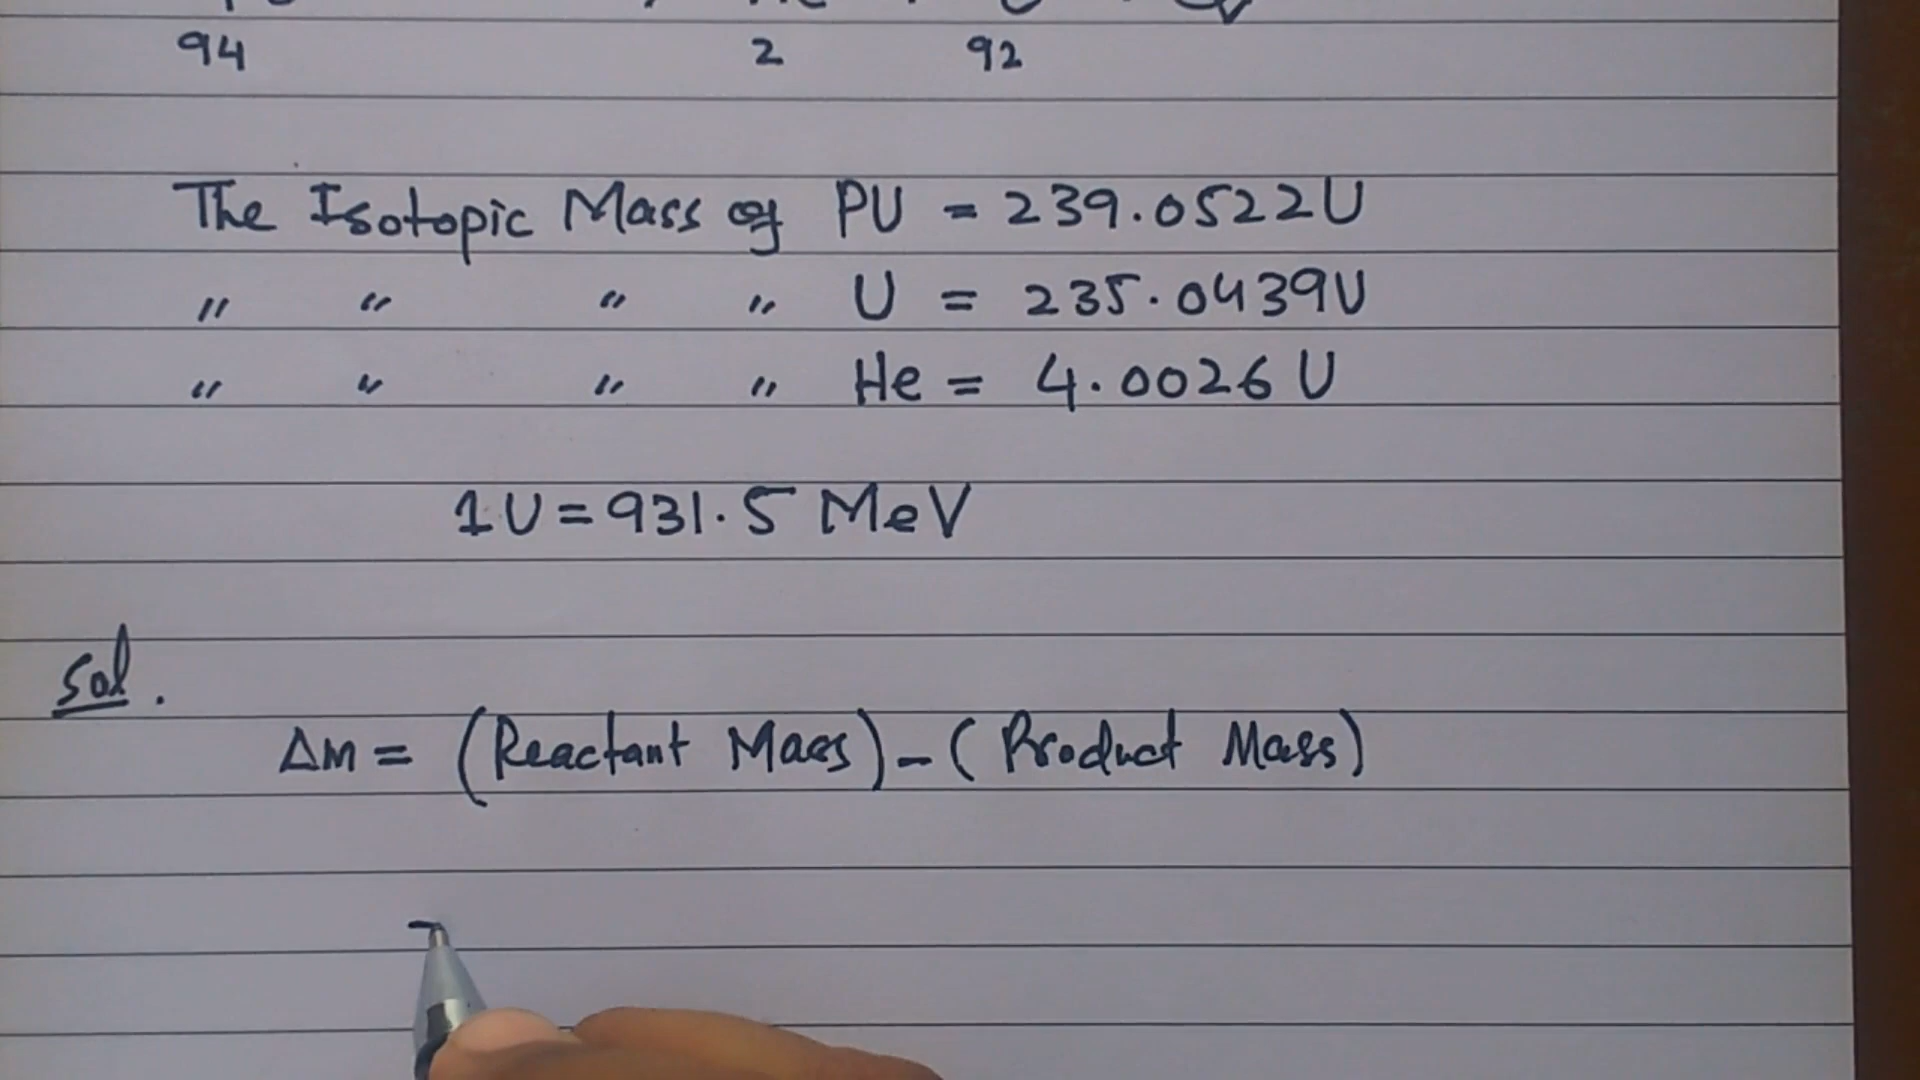 94 2 92
The Isotopic Mass of PU = 239.0522U
" " " " U = 235.0439U
" " " " He = 4.0026 U
1U = 931.5 MeV
Sol.
Δm = (Reactant Mass) - (Product Mass)